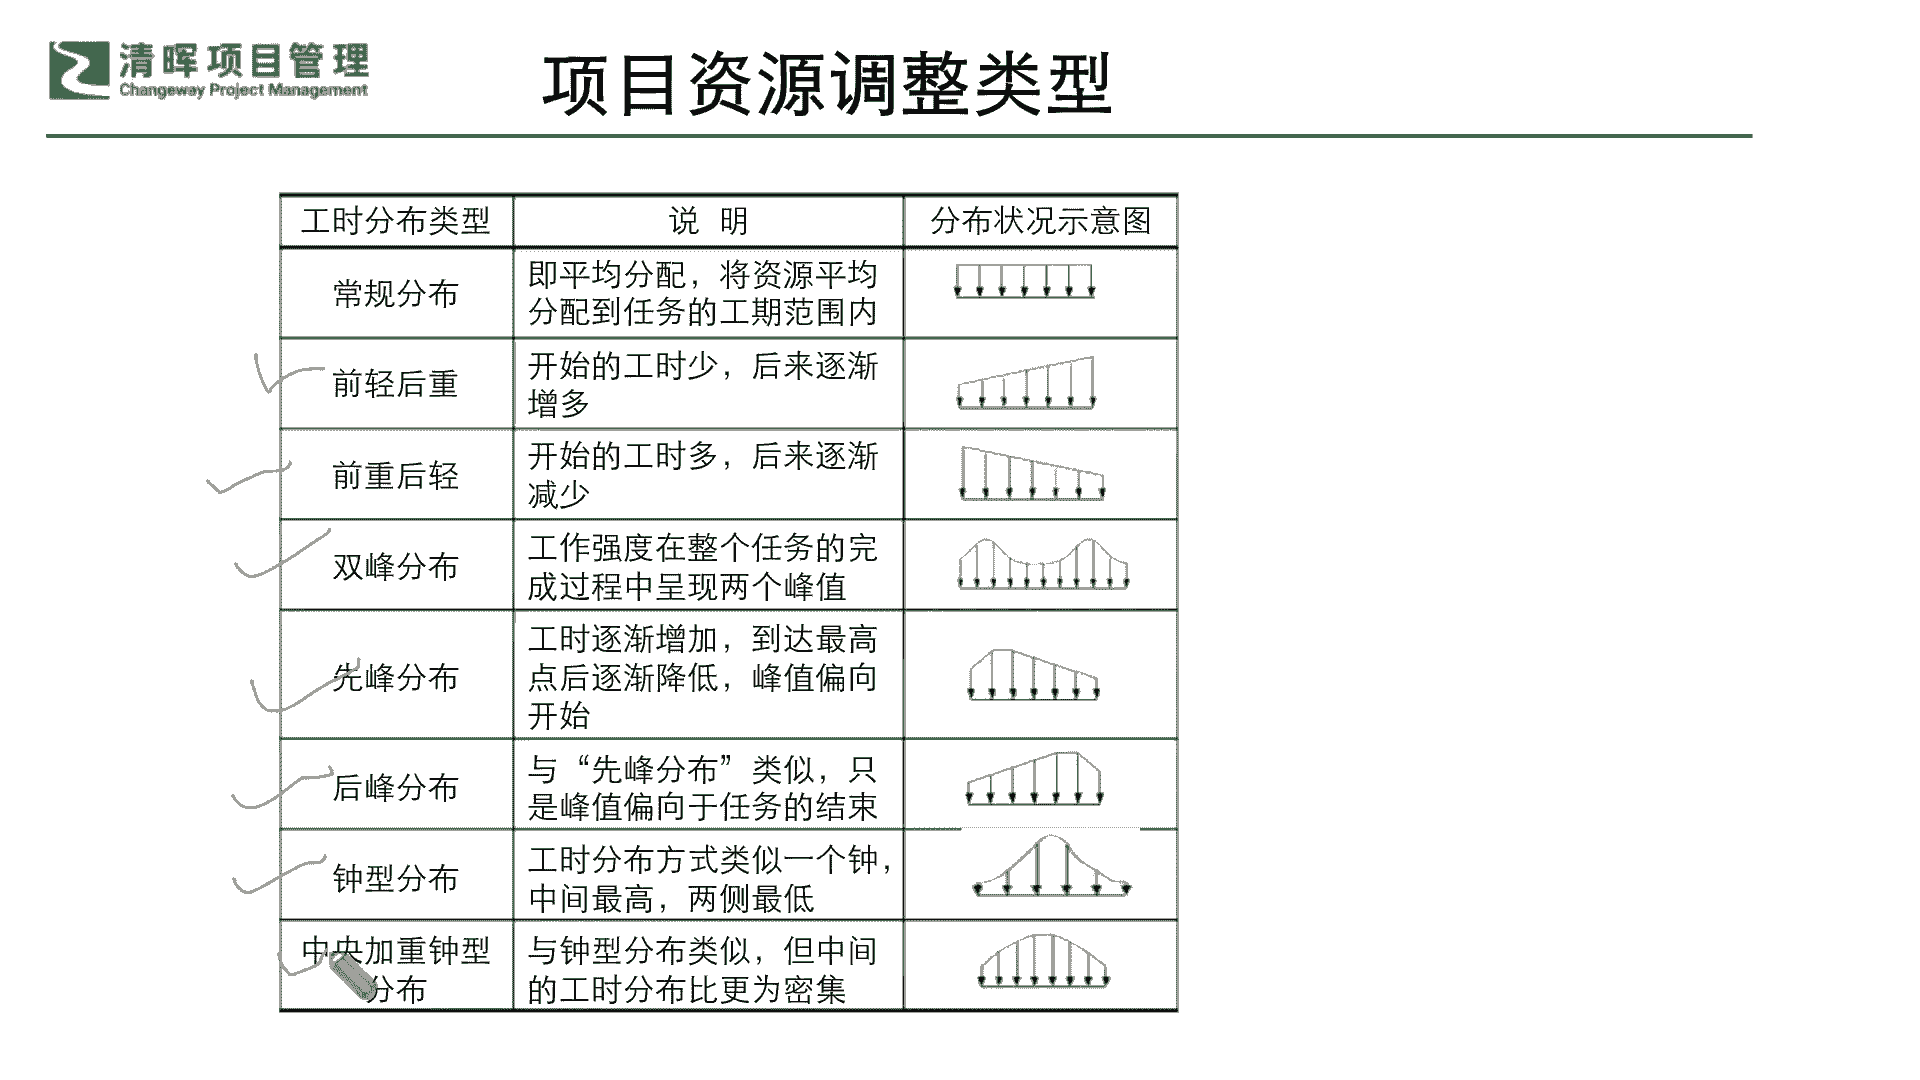 清晖项目管理
Changeway Project Management
项目资源调整类型
工时分布类型
说 明
分布状况示意图
常规分布
即平均分配，将资源平均
分配到任务的工期范围内
前轻后重
开始的工时少，后来逐渐
增多
前重后轻
开始的工时多，后来逐渐
减少
双峰分布
工作强度在整个任务的完
成过程中呈现两个峰值
先峰分布
工时逐渐增加，到达最高
点后逐渐降低，峰值偏向
开始
后峰分布
与“先峰分布”类似，只
是峰值偏向于任务的结束
钟型分布
工时分布方式类似一个钟，
中间最高，两侧最低
中央加重钟型
分布
与钟型分布类似，但中间
的工时分布比更为密集